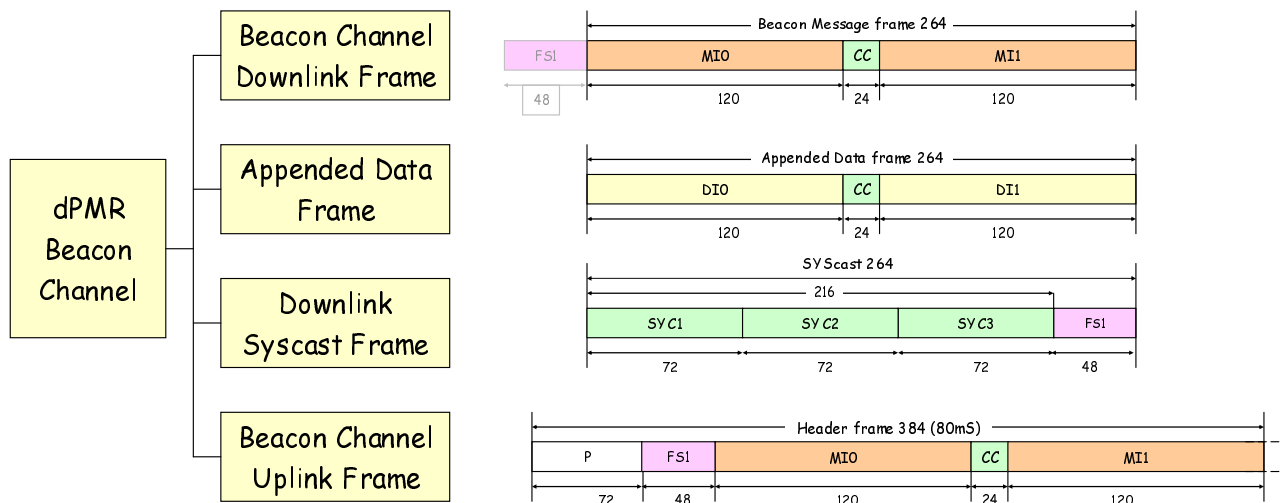 dPMR
Beacon
Channel
Beacon Channel
Downlink Frame
Beacon Message frame 264
FS1 MI0 CC MI1
48 120 24 120
Appended Data
Frame
Appended Data frame 264
DI0 CC DI1
120 24 120
Downlink
Syscast Frame
SYScast 264
216
SYC1 SYC2 SYC3 FS1
72 72 72 48
Beacon Channel
Uplink Frame
Header frame 384 (80mS)
P FS1 MI0 CC MI1
72 48 120 24 120